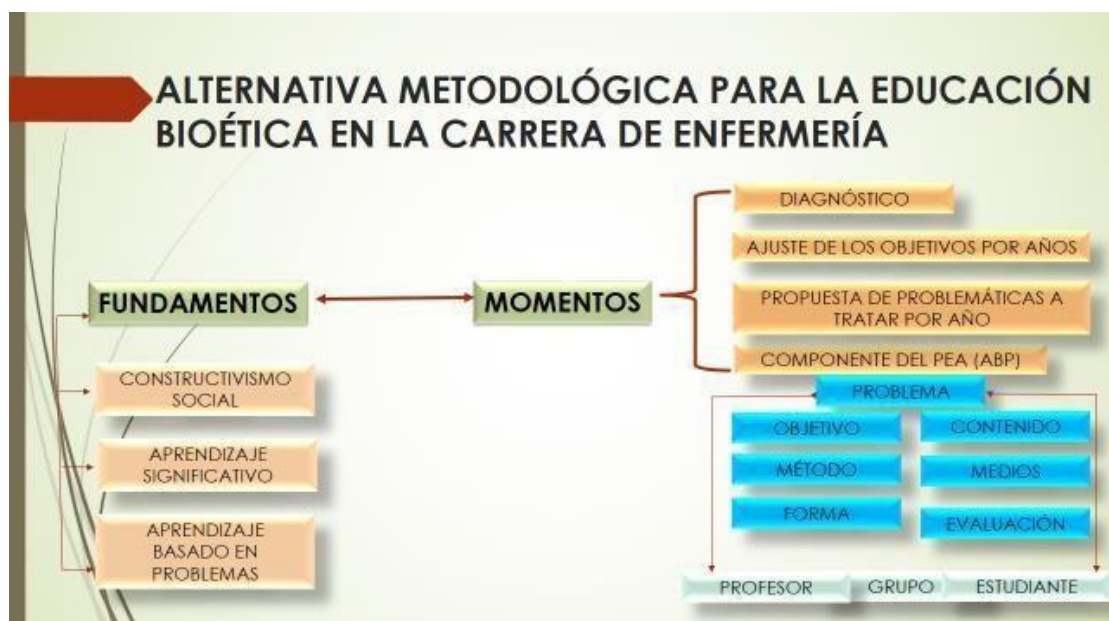 ALTERNATIVA METODOLÓGICA PARA LA EDUCACIÓN
BIOÉTICA EN LA CARRERA DE ENFERMERÍA
FUNDAMENTOS
CONSTRUCTIVISMO
SOCIAL
APRENDIZAJE
SIGNIFICATIVO
APRENDIZAJE
BASADO EN
PROBLEMAS
MOMENTOS
DIAGNÓSTICO
AJUSTE DE LOS OBJETIVOS POR AÑOS
PROPUESTA DE PROBLEMÁTICAS A
TRATAR POR AÑO
COMPONENTE DEL PEA (ABP)
PROBLEMA
OBJETIVO
CONTENIDO
MÉTODO
MEDIOS
FORMA
EVALUACIÓN
PROFESOR
GRUPO
ESTUDIANTE